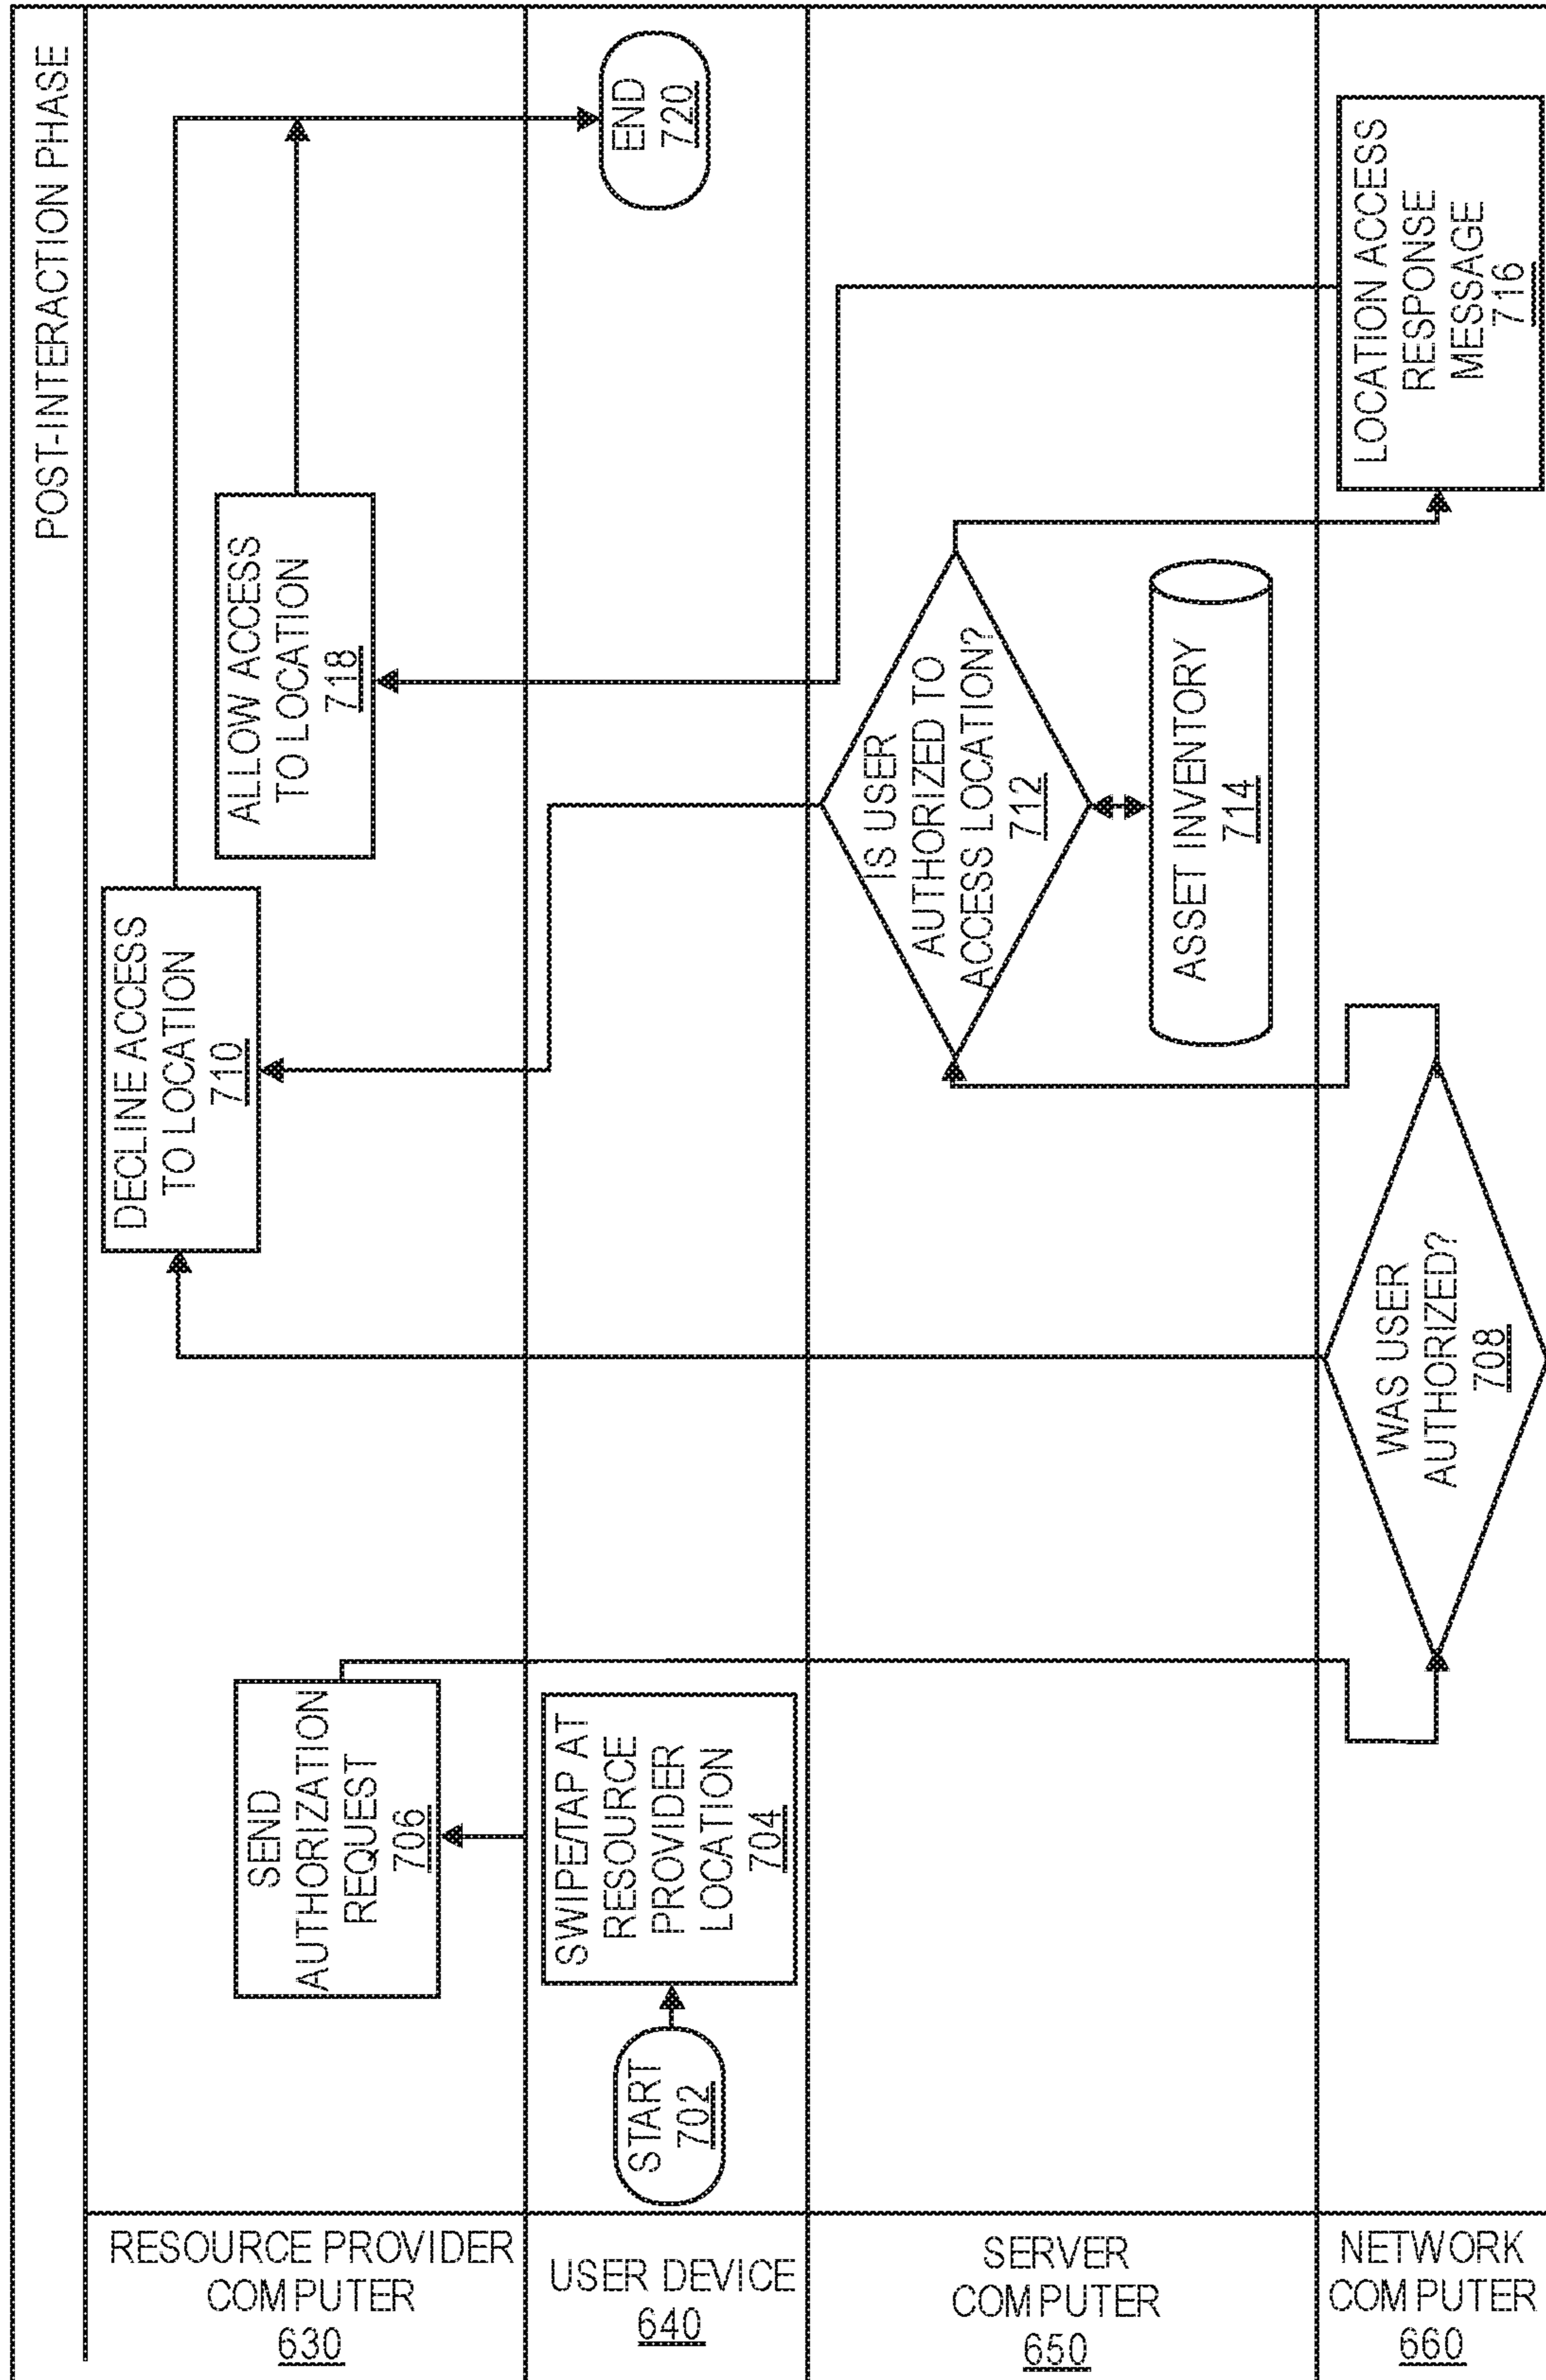 POST-INTERACTION PHASE
RESOURCE PROVIDER
COMPUTER
630
SEND
AUTHORIZATION
REQUEST
706
DECLINE ACCESS
TO LOCATION
710
ALLOW ACCESS
TO LOCATION
718
USER DEVICE
640
START
702
SWIPE/TAP AT
RESOURCE
PROVIDER
LOCATION
704
END
720
SERVER
COMPUTER
650
IS USER
AUTHORIZED TO
ACCESS LOCATION?
712
ASSET INVENTORY
714
NETWORK
COMPUTER
660
WAS USER
AUTHORIZED?
708
LOCATION ACCESS
RESPONSE
MESSAGE
716